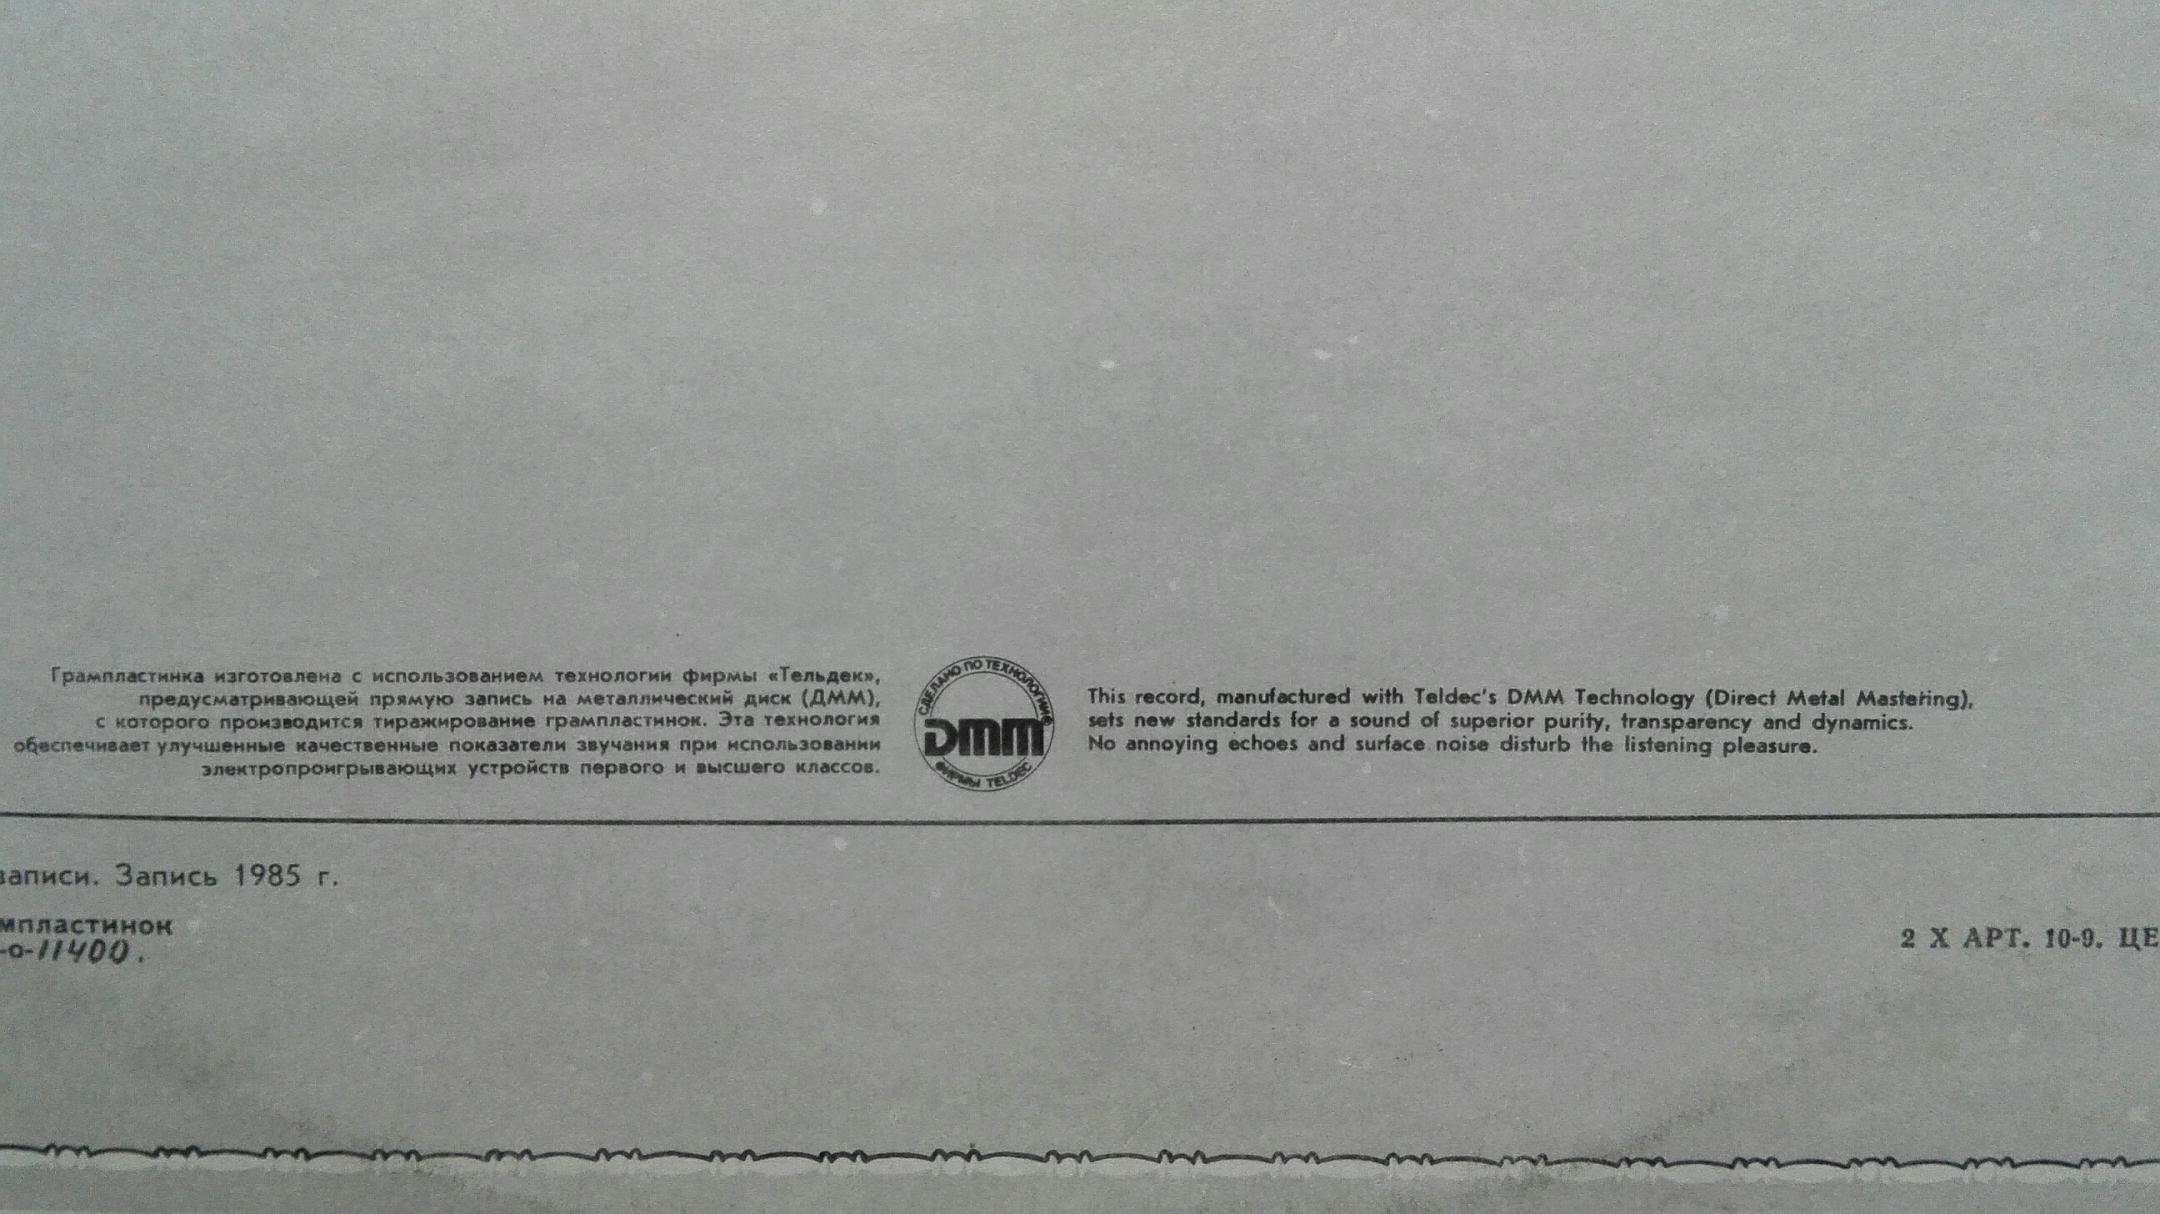 Грампластинка изготовлена с использованием технологии фирмы «Тельдек»,
предусматривающей прямую запись на металлический диск (ДММ),
с которого производится тиражирование грампластинок. Эта технология
обеспечивает улучшенные качественные показатели звучания при использовании
электропроигрывающих устройств первого и высшего классов.
СДЕЛАНО ПО ТЕХНОЛОГИИ
DMM
ФИРМЫ TELDEC
This record, manufactured with Teldec's DMM Technology (Direct Metal Mastering),
sets new standards for a sound of superior purity, transparency and dynamics.
No annoying echoes and surface noise disturb the listening pleasure.
записи. Запись 1985 г.
мпластинок
-о-11400.
2 X АРТ. 10-9. ЦЕ